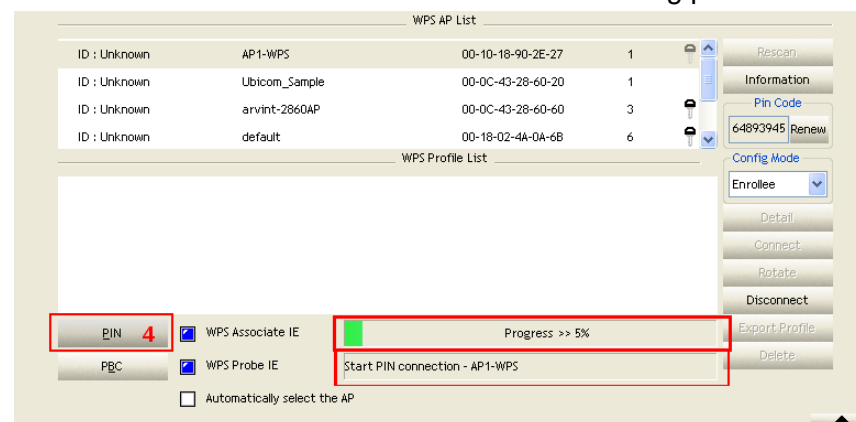 WPS AP List
ID : Unknown AP1-WPS 00-10-18-90-2E-27 1
ID : Unknown Ubicom_Sample 00-0C-43-28-60-20 1
ID : Unknown arvint-2860AP 00-0C-43-28-60-60 3
ID : Unknown default 00-18-02-4A-0A-6B 6
Rescan
Information
Pin Code
64893945 Renew
WPS Profile List
Config Mode
Enrollee
Detail
Connect
Rotate
Disconnect
Export Profile
Delete
PIN 4 WPS Associate IE Progress >> 5%
PBC WPS Probe IE Start PIN connection - AP1-WPS
Automatically select the AP